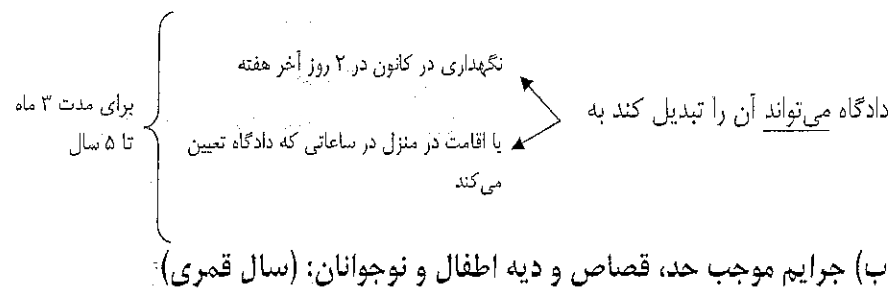 دادگاه می‌تواند آن را تبدیل کند به
نگهداری در کانون در ۲ روز آخر هفته
یا اقامت در منزل در ساعاتی که دادگاه تعیین
می‌کند
برای مدت ۳ ماه
تا ۵ سال
ب) جرایم موجب حد، قصاص و دیه اطفال و نوجوانان: (سال قمری)